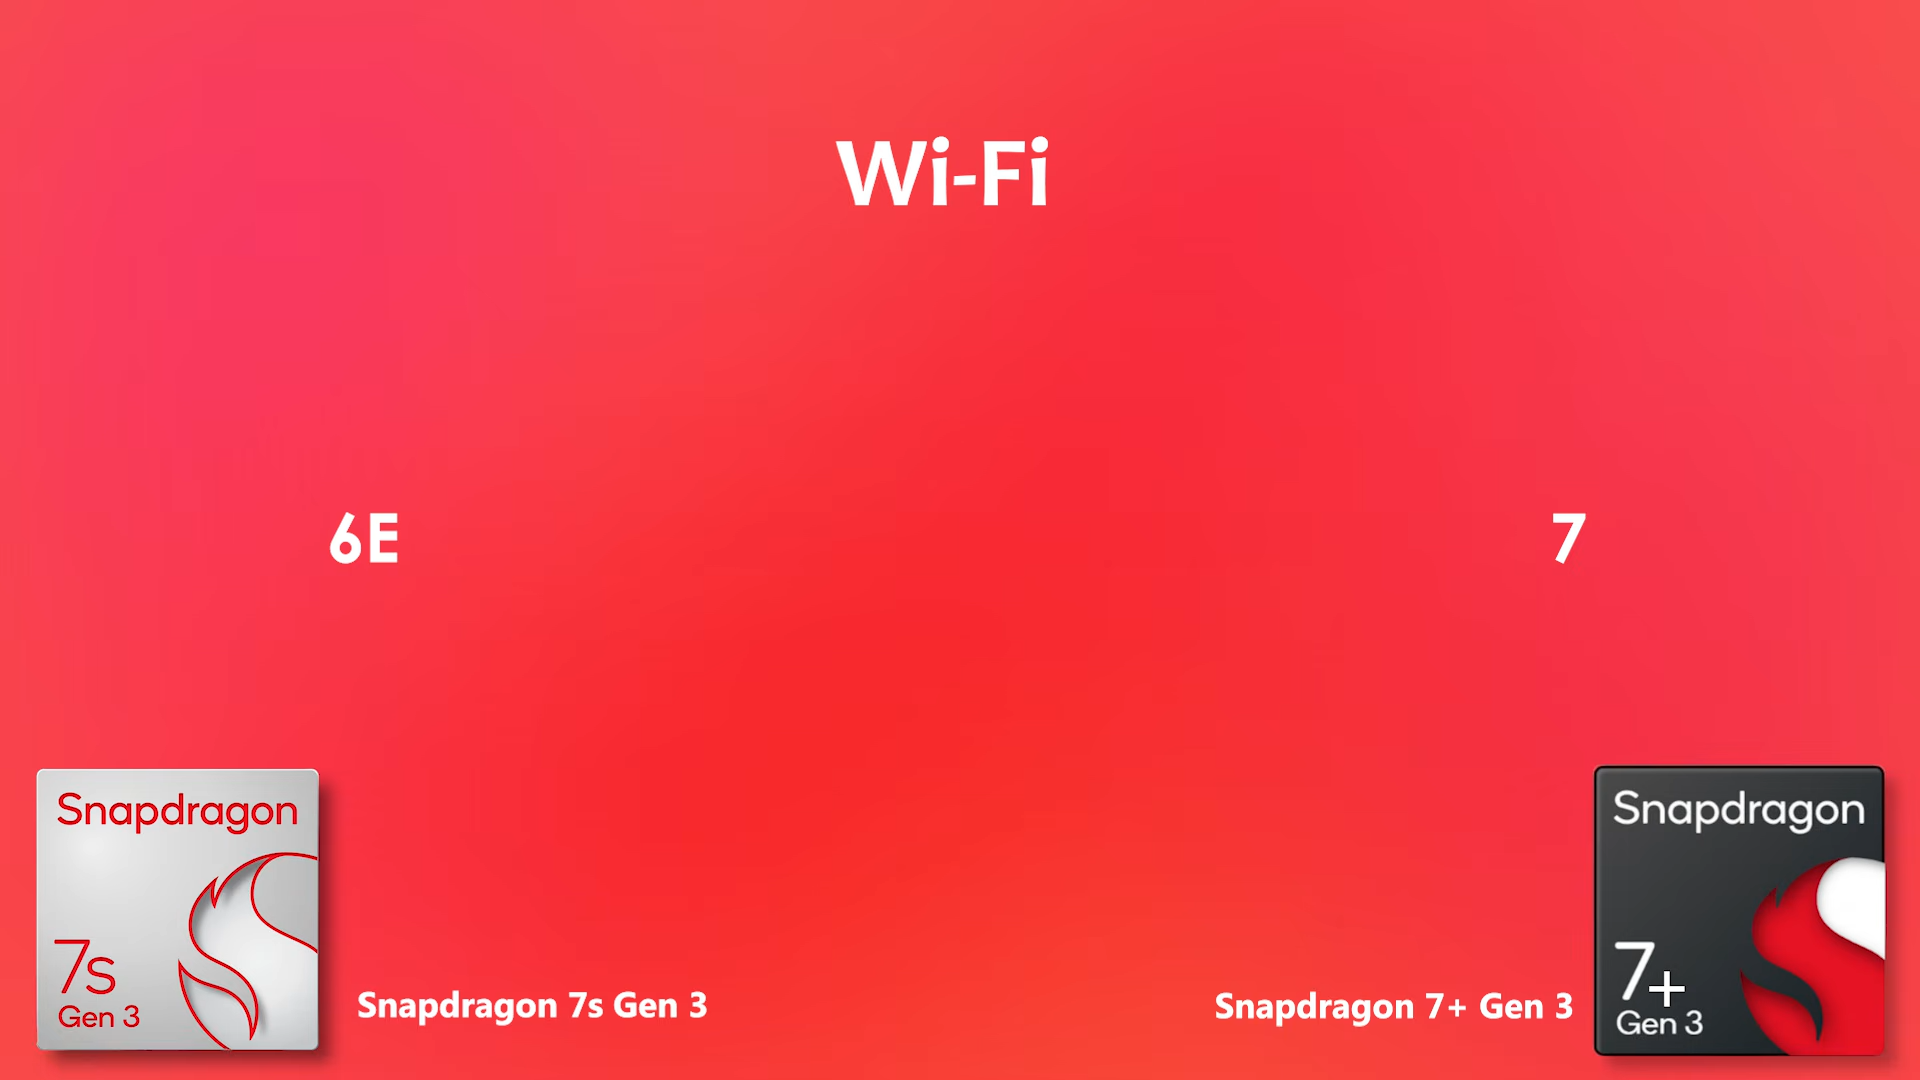 Wi-Fi
6E
7
Snapdragon
7s
Gen 3
Snapdragon 7s Gen 3
Snapdragon 7+ Gen 3
Snapdragon
7+
Gen 3